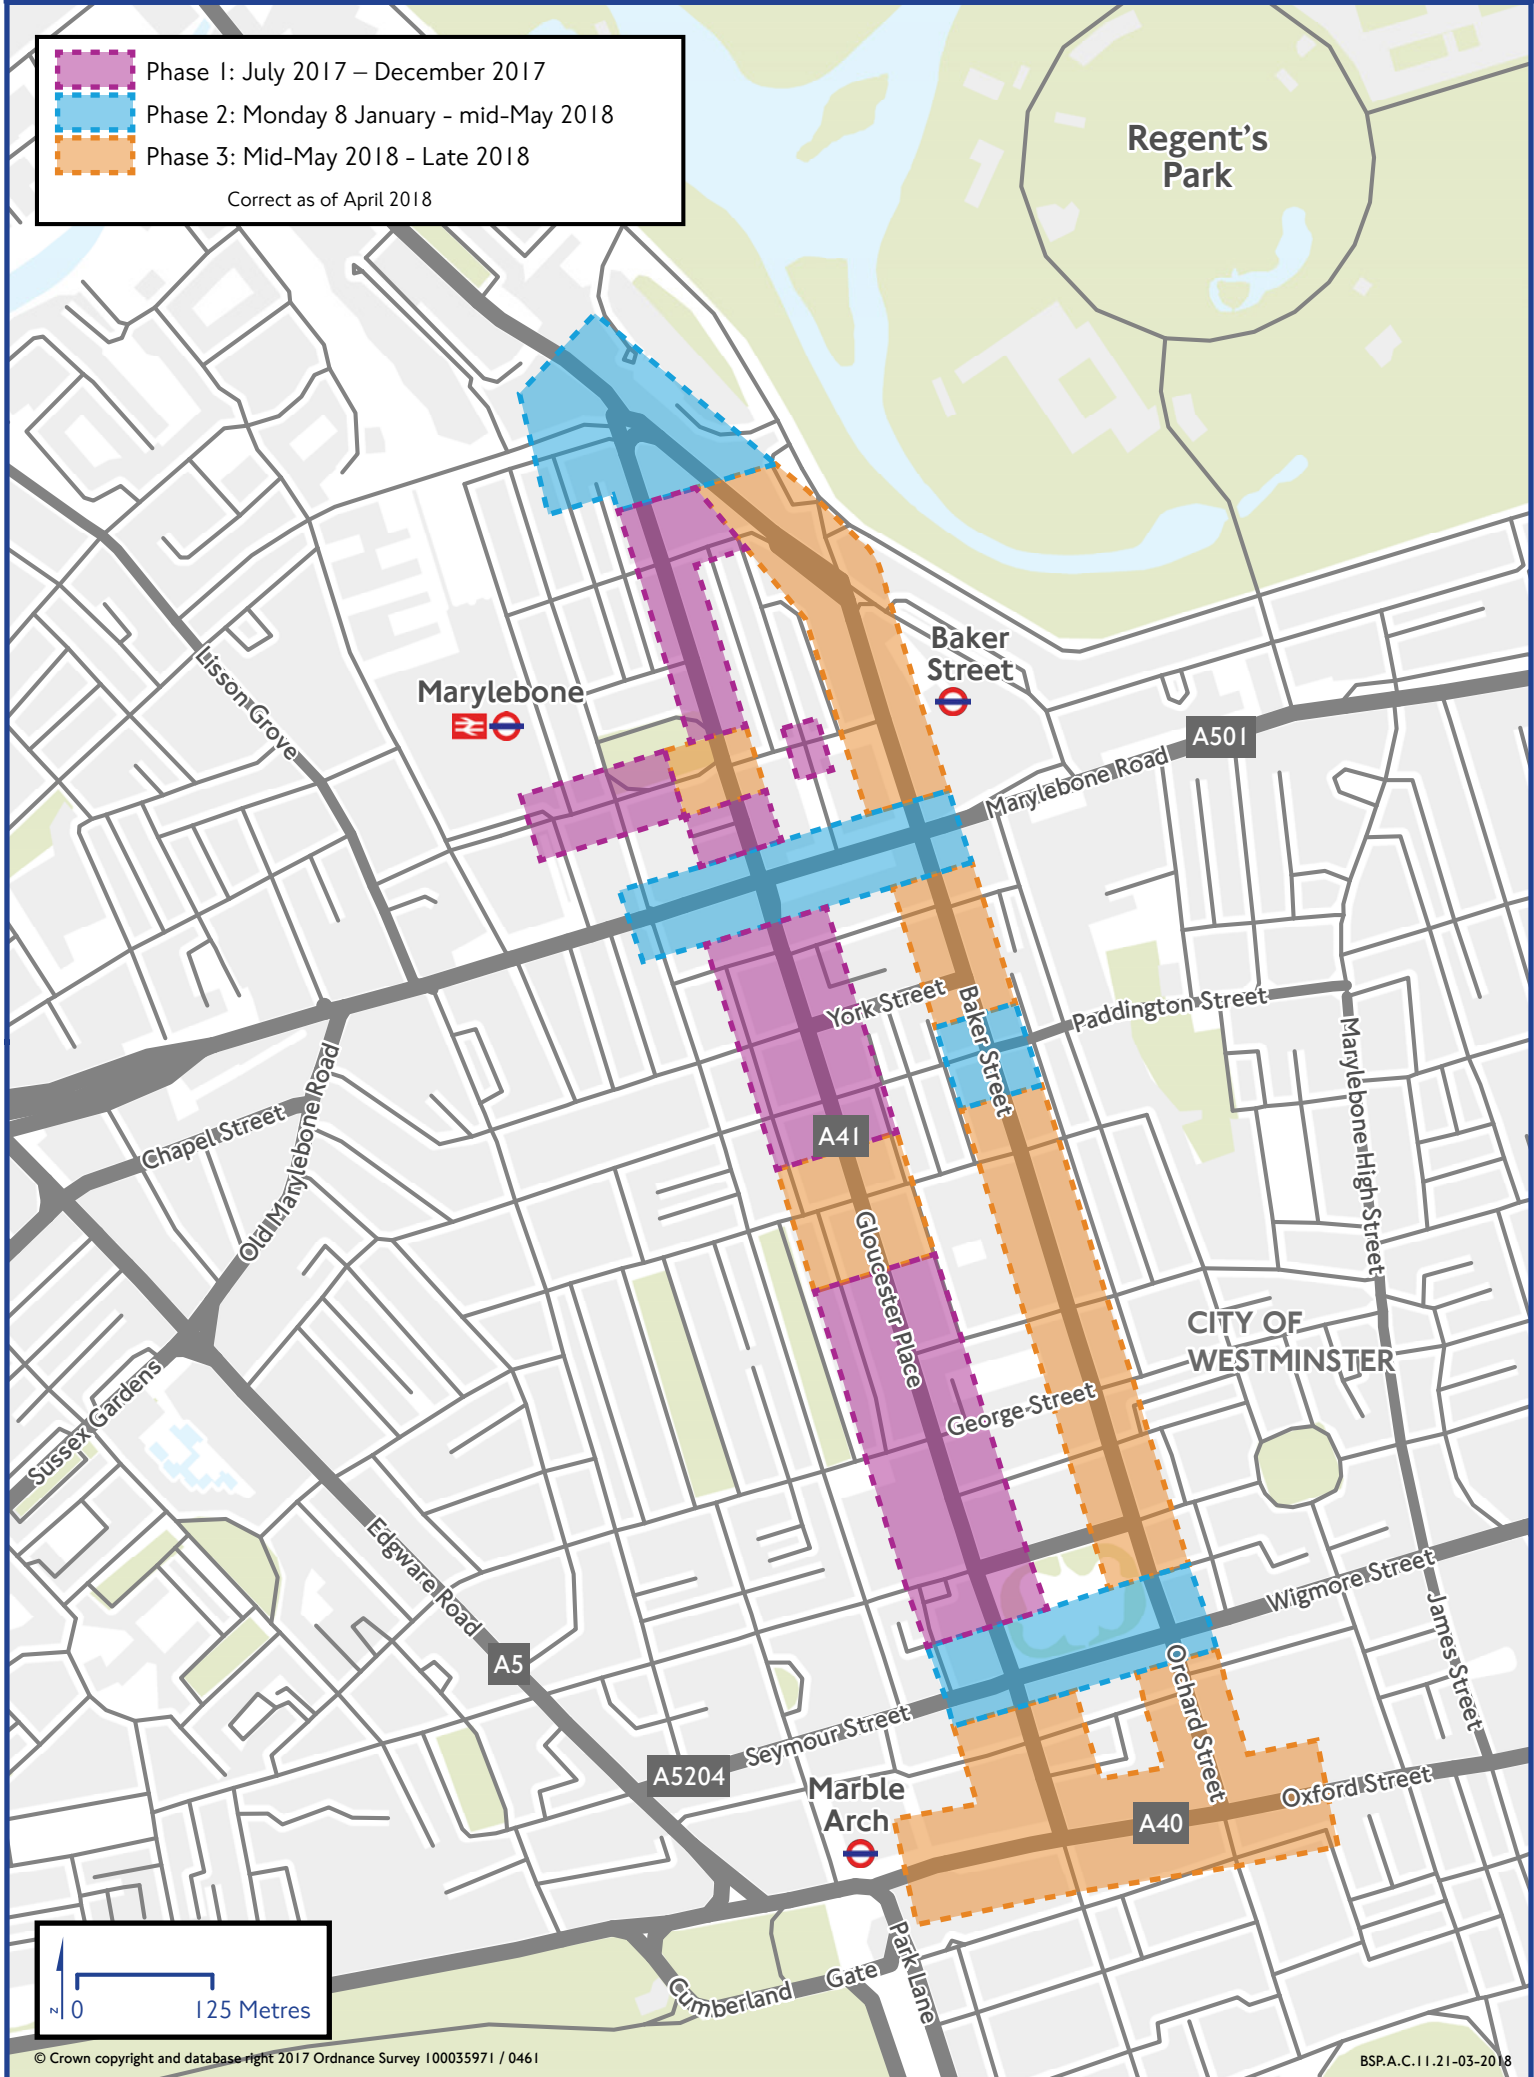 Phase 1: July 2017 – December 2017
Phase 2: Monday 8 January - mid-May 2018
Phase 3: Mid-May 2018 - Late 2018
Correct as of April 2018
Regent's
Park
Baker
Street
Marylebone
Lisson Grove
A501
Marylebone Road
York Street
Baker Street
Paddington Street
Marylebone High Street
Old Marylebone Road
Chapel Street
A41
Gloucester Place
CITY OF
WESTMINSTER
George Street
Sussex Gardens
Edgware Road
A5
Wigmore Street
James Street
Orchard Street
Seymour Street
A5204
Marble
Arch
Oxford Street
A40
Park Lane
Cumberland Gate
N
0 125 Metres
© Crown copyright and database right 2017 Ordnance Survey 100035971 / 0461
BSP.A.C.11.21-03-2018